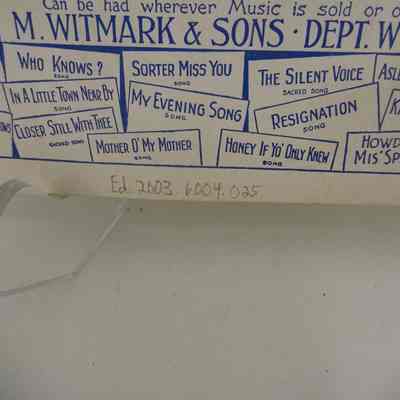 Can be had wherever Music is sold or o
M. WITMARK & SONS · DEPT. W
WHO KNOWS?
SONG
SORTER MISS YOU
SONG
THE SILENT VOICE
SACRED SONG
IN A LITTLE TOWN NEAR BY
SONG
MY EVENING SONG
SONG
RESIGNATION
SONG
CLOSER STILL WITH THEE
SACRED SONG
MOTHER O' MY MOTHER
SONG
HONEY IF YO' ONLY KNEW
SONG
HOWD
MIS' SP
Ed. 2003.6004.025